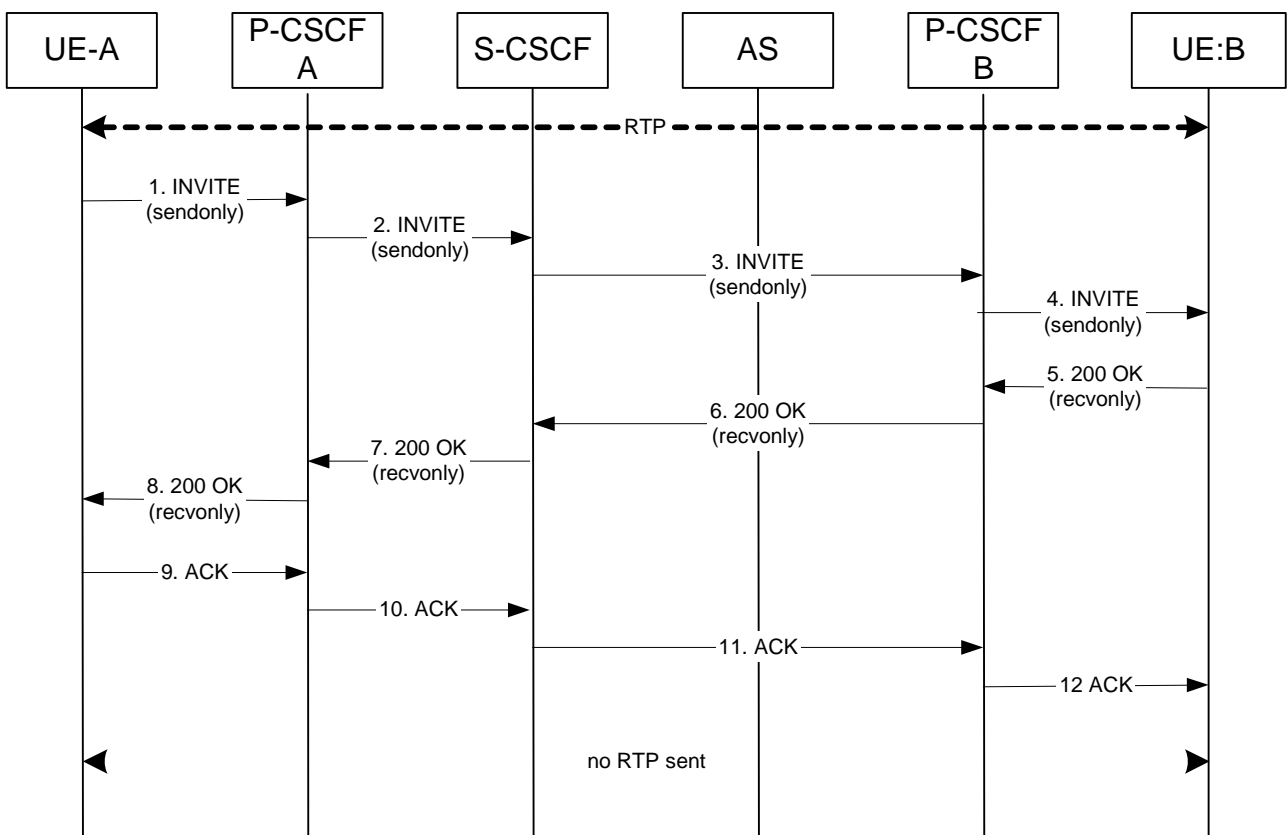 UE-A
P-CSCF
A
S-CSCF
AS
P-CSCF
B
UE:B
RTP
1. INVITE
(sendonly)
2. INVITE
(sendonly)
3. INVITE
(sendonly)
4. INVITE
(sendonly)
5. 200 OK
(recvonly)
6. 200 OK
(recvonly)
7. 200 OK
(recvonly)
8. 200 OK
(recvonly)
9. ACK
10. ACK
11. ACK
12 ACK
no RTP sent